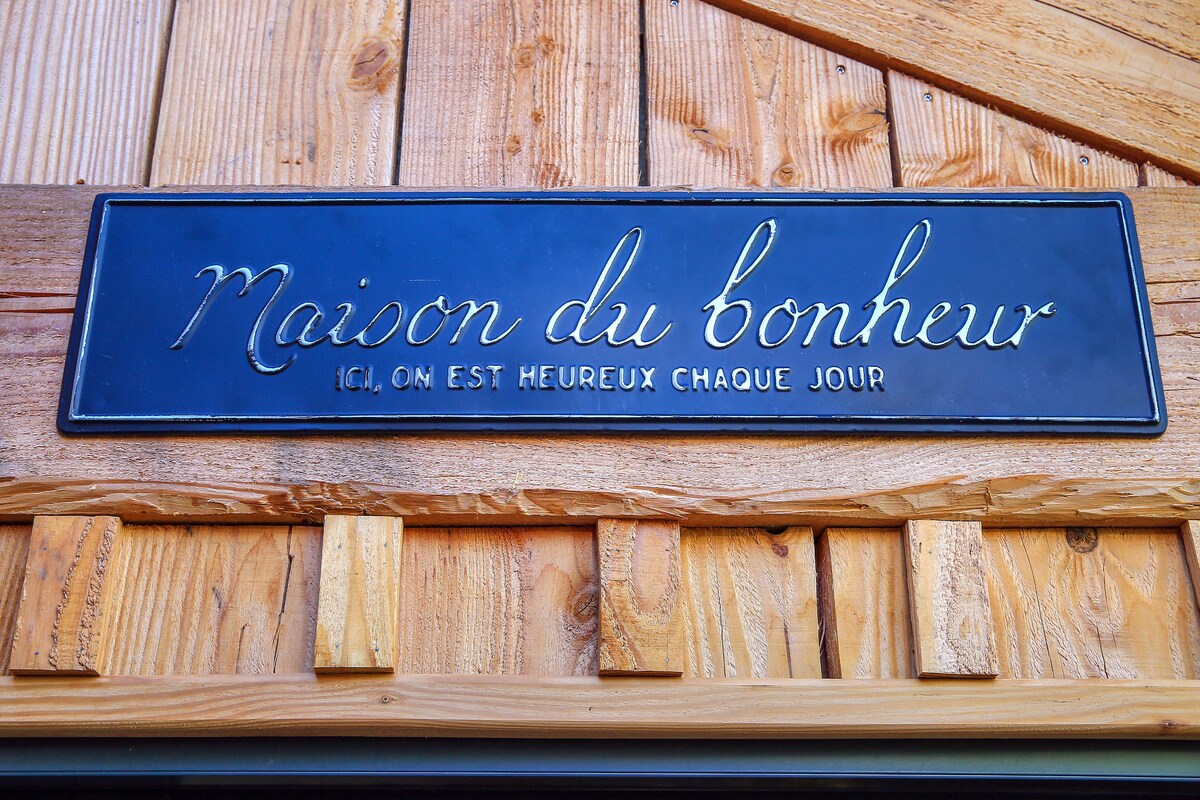 Maison du bonheur
ICI, ON EST HEUREUX CHAQUE JOUR